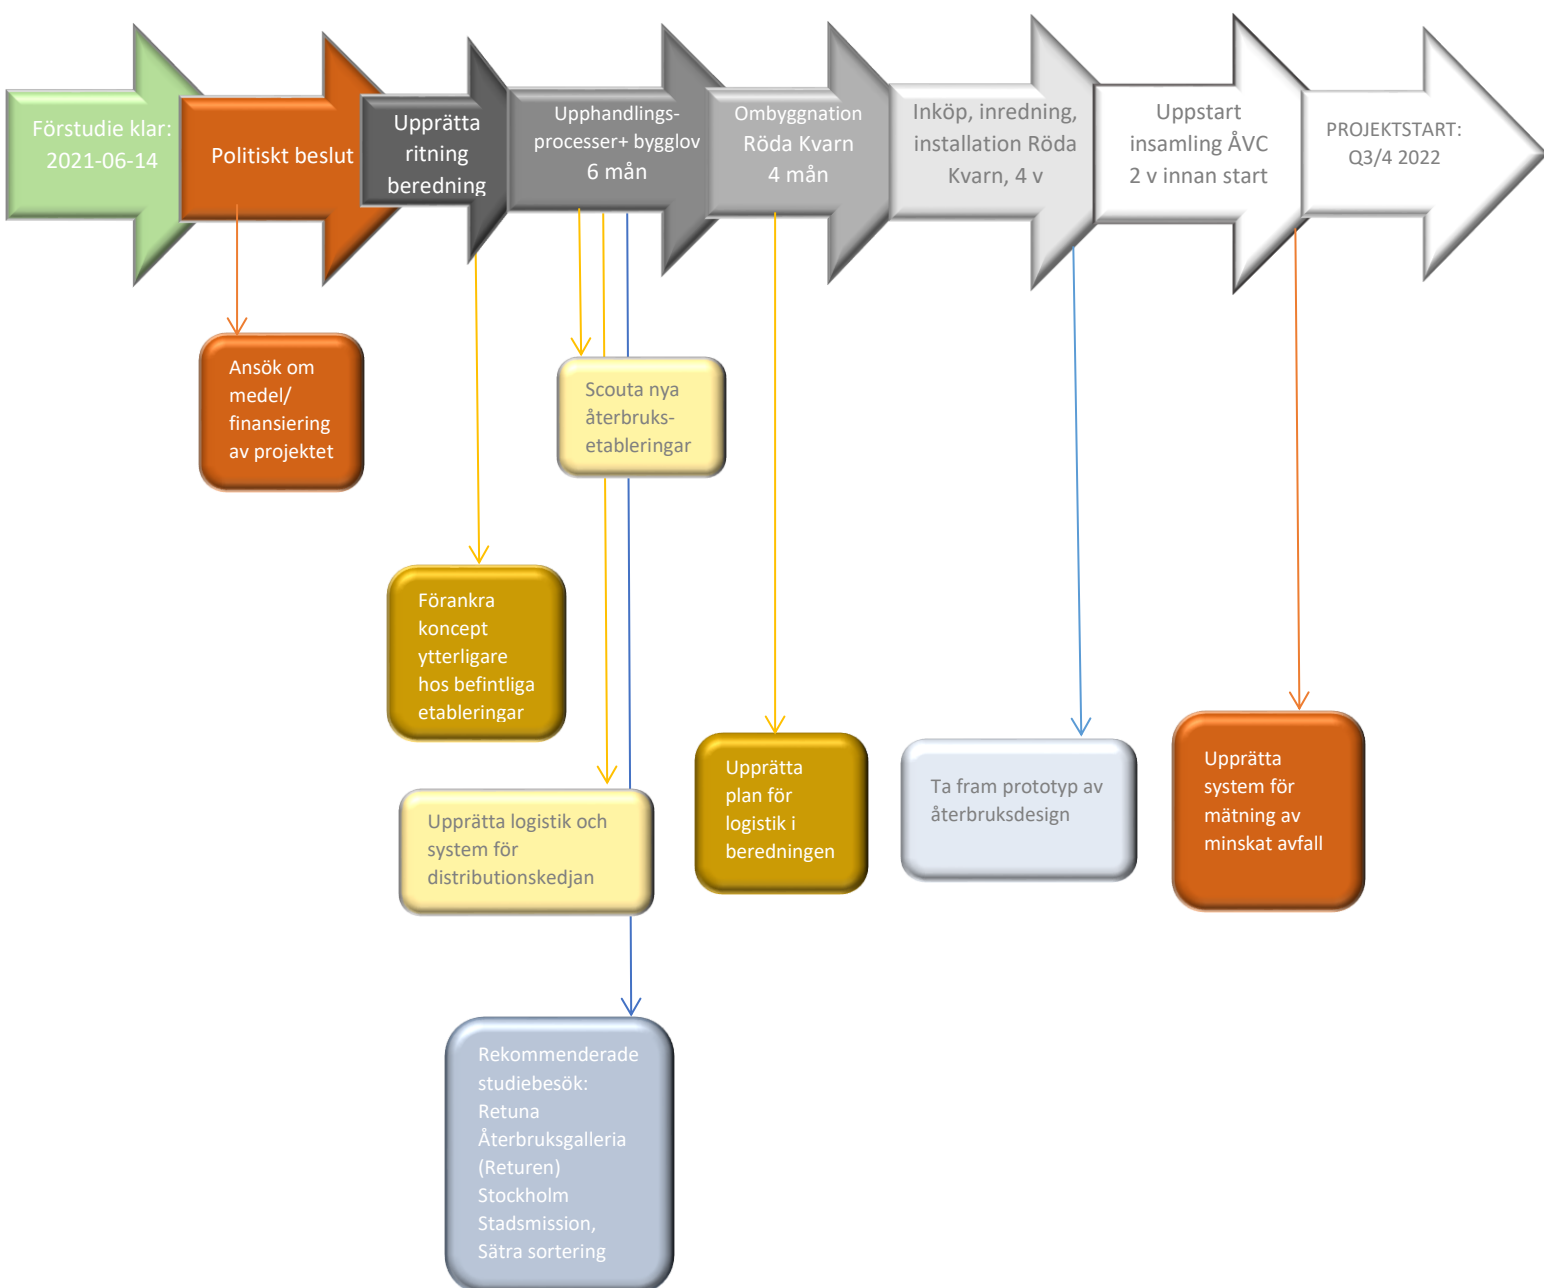 Förstudie klar:
2021-06-14
Politiskt beslut
Upprätta
ritning
beredning
Upphandlings-
processer+ bygglov
6 mån
Ombyggnation
Röda Kvarn
4 mån
Inköp, inredning,
installation Röda
Kvarn, 4 v
Uppstart
insamling ÅVC
2 v innan start
PROJEKTSTART:
Q3/4 2022
Ansök om
medel/
finansiering
av projektet
Scouta nya
återbruks-
etableringar
Förankra
koncept
ytterligare
hos befintliga
etableringar
Upprätta logistik och
system för
distributionskedjan
Upprätta
plan för
logistik i
beredningen
Ta fram prototyp av
återbruksdesign
Upprätta
system för
mätning av
minskat avfall
Rekommenderade
studiebesök:
Retuna
Återbruksgalleria
(Returen)
Stockholm
Stadsmission,
Sätra sortering